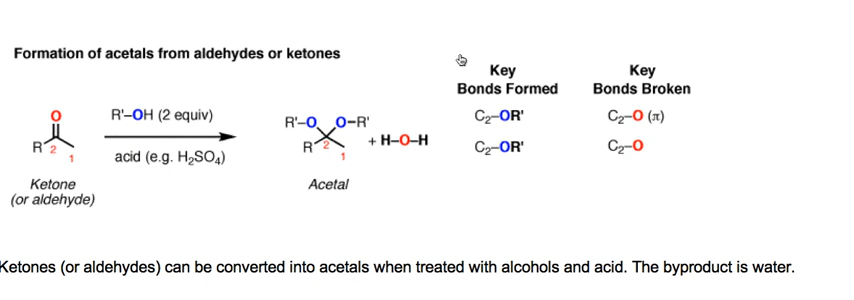 Formation of acetals from aldehydes or ketones
Key Bonds Formed
Key Bonds Broken
O
R 2 1
R'–OH (2 equiv)
acid (e.g. H₂SO₄)
R'–O O–R'
R 2 1
+ H–O–H
C₂–OR'
C₂–O (π)
C₂–OR'
C₂–O
Ketone
(or aldehyde)
Acetal
Ketones (or aldehydes) can be converted into acetals when treated with alcohols and acid. The byproduct is water.